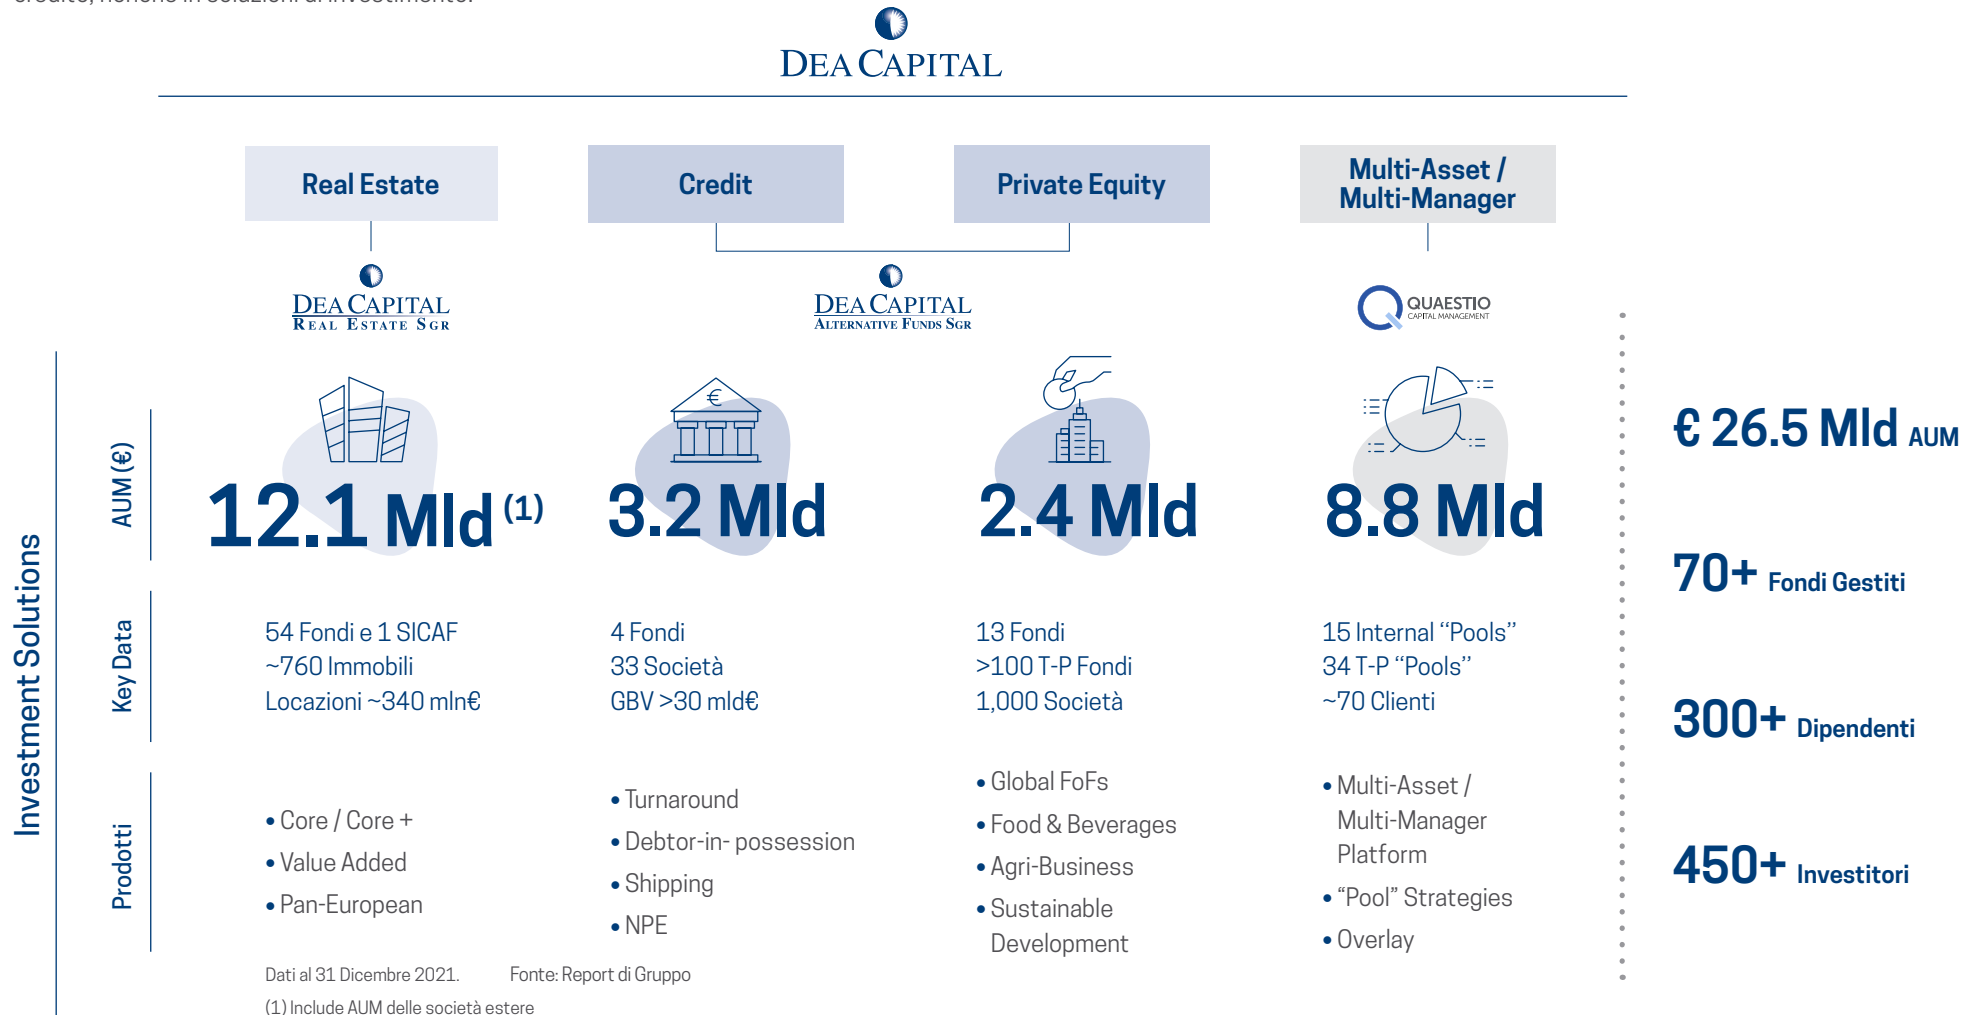 DEA CAPITAL
Real Estate
Credit
Private Equity
Multi-Asset /
Multi-Manager
DEA CAPITAL
REAL ESTATE SGR
DEA CAPITAL
ALTERNATIVE FUNDS SGR
QUAESTIO
CAPITAL MANAGEMENT
Investment Solutions
AUM (€)
€
12.1 Mld (1)
3.2 Mld
2.4 Mld
8.8 Mld
Key Data
54 Fondi e 1 SICAF
~760 Immobili
Locazioni ~340 mln€
4 Fondi
33 Società
GBV >30 mld€
13 Fondi
>100 T-P Fondi
1,000 Società
15 Internal “Pools”
34 T-P “Pools”
~70 Clienti
Prodotti
• Core / Core +
• Value Added
• Pan-European
• Turnaround
• Debtor-in- possession
• Shipping
• NPE
• Global FoFs
• Food & Beverages
• Agri-Business
• Sustainable
Development
• Multi-Asset /
Multi-Manager
Platform
• “Pool” Strategies
• Overlay
€ 26.5 Mld AUM
70+ Fondi Gestiti
300+ Dipendenti
450+ Investitori
Dati al 31 Dicembre 2021. Fonte: Report di Gruppo
(1) Include AUM delle società estere